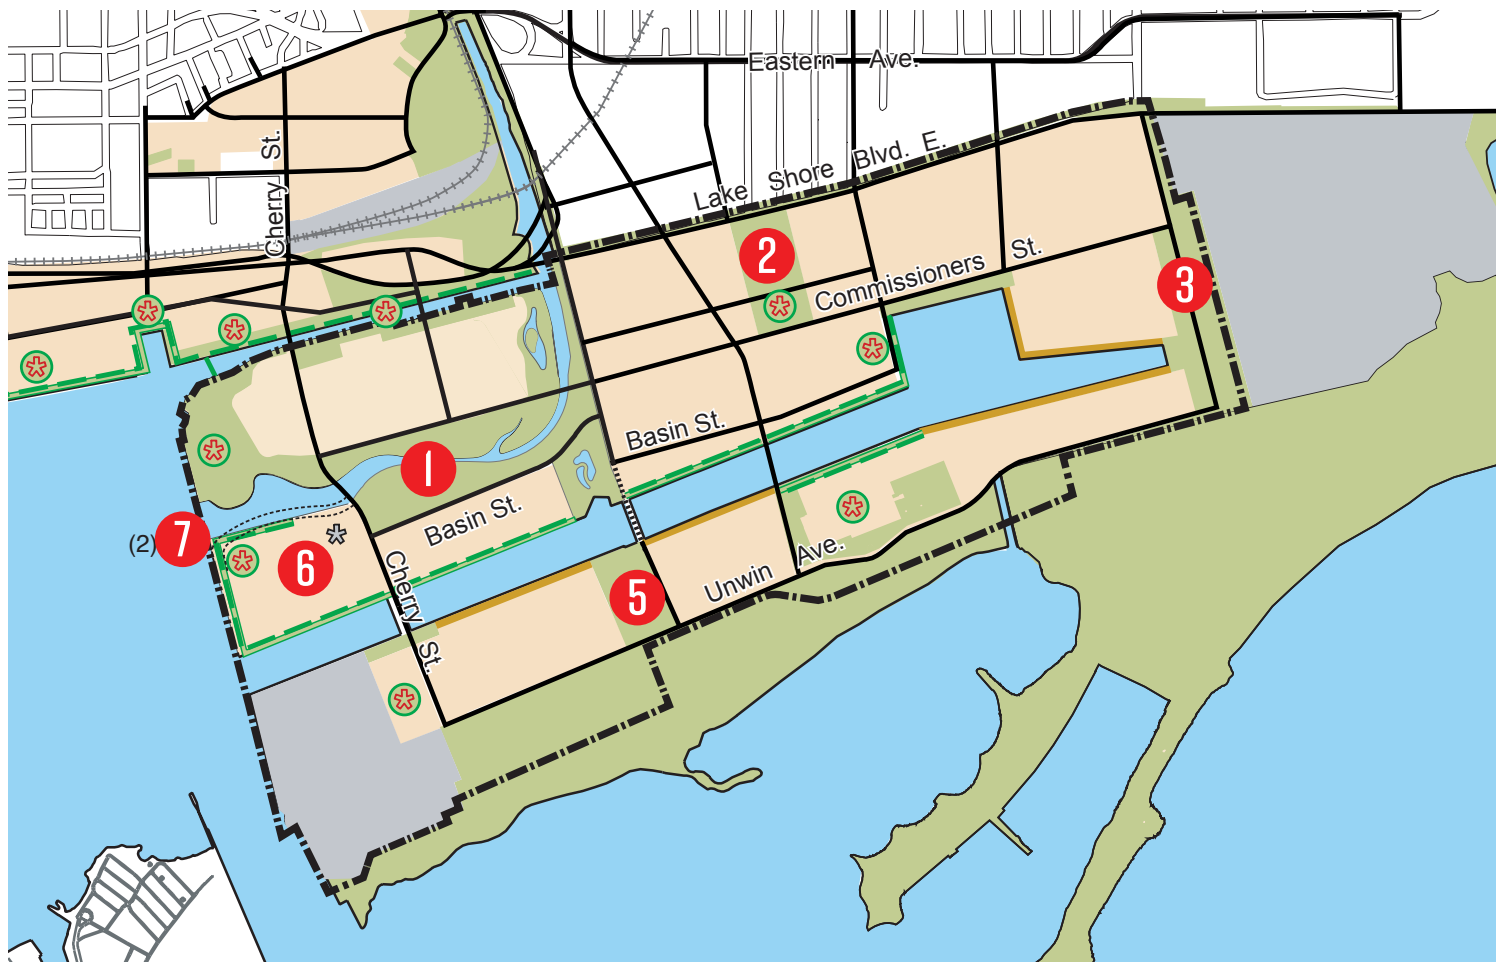 Eastern Ave.
Cherry St.
Lake Shore Blvd. E.
2
Commissioners St.
3
Basin St.
1
Basin St.
(2) 7
6
Cherry St.
5
Unwin Ave.